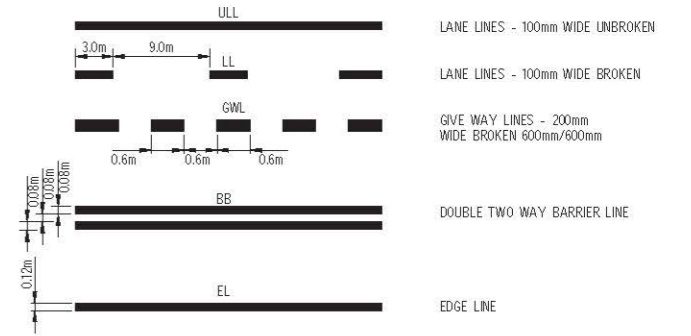 ULL
LANE LINES - 100mm WIDE UNBROKEN
3.0m 9.0m
LL
LANE LINES - 100mm WIDE BROKEN
GWL
GIVE WAY LINES - 200mm
WIDE BROKEN 600mm/600mm
0.6m 0.6m 0.6m
0.08m
0.08m
0.08m
BB
DOUBLE TWO WAY BARRIER LINE
0.12m
EL
EDGE LINE